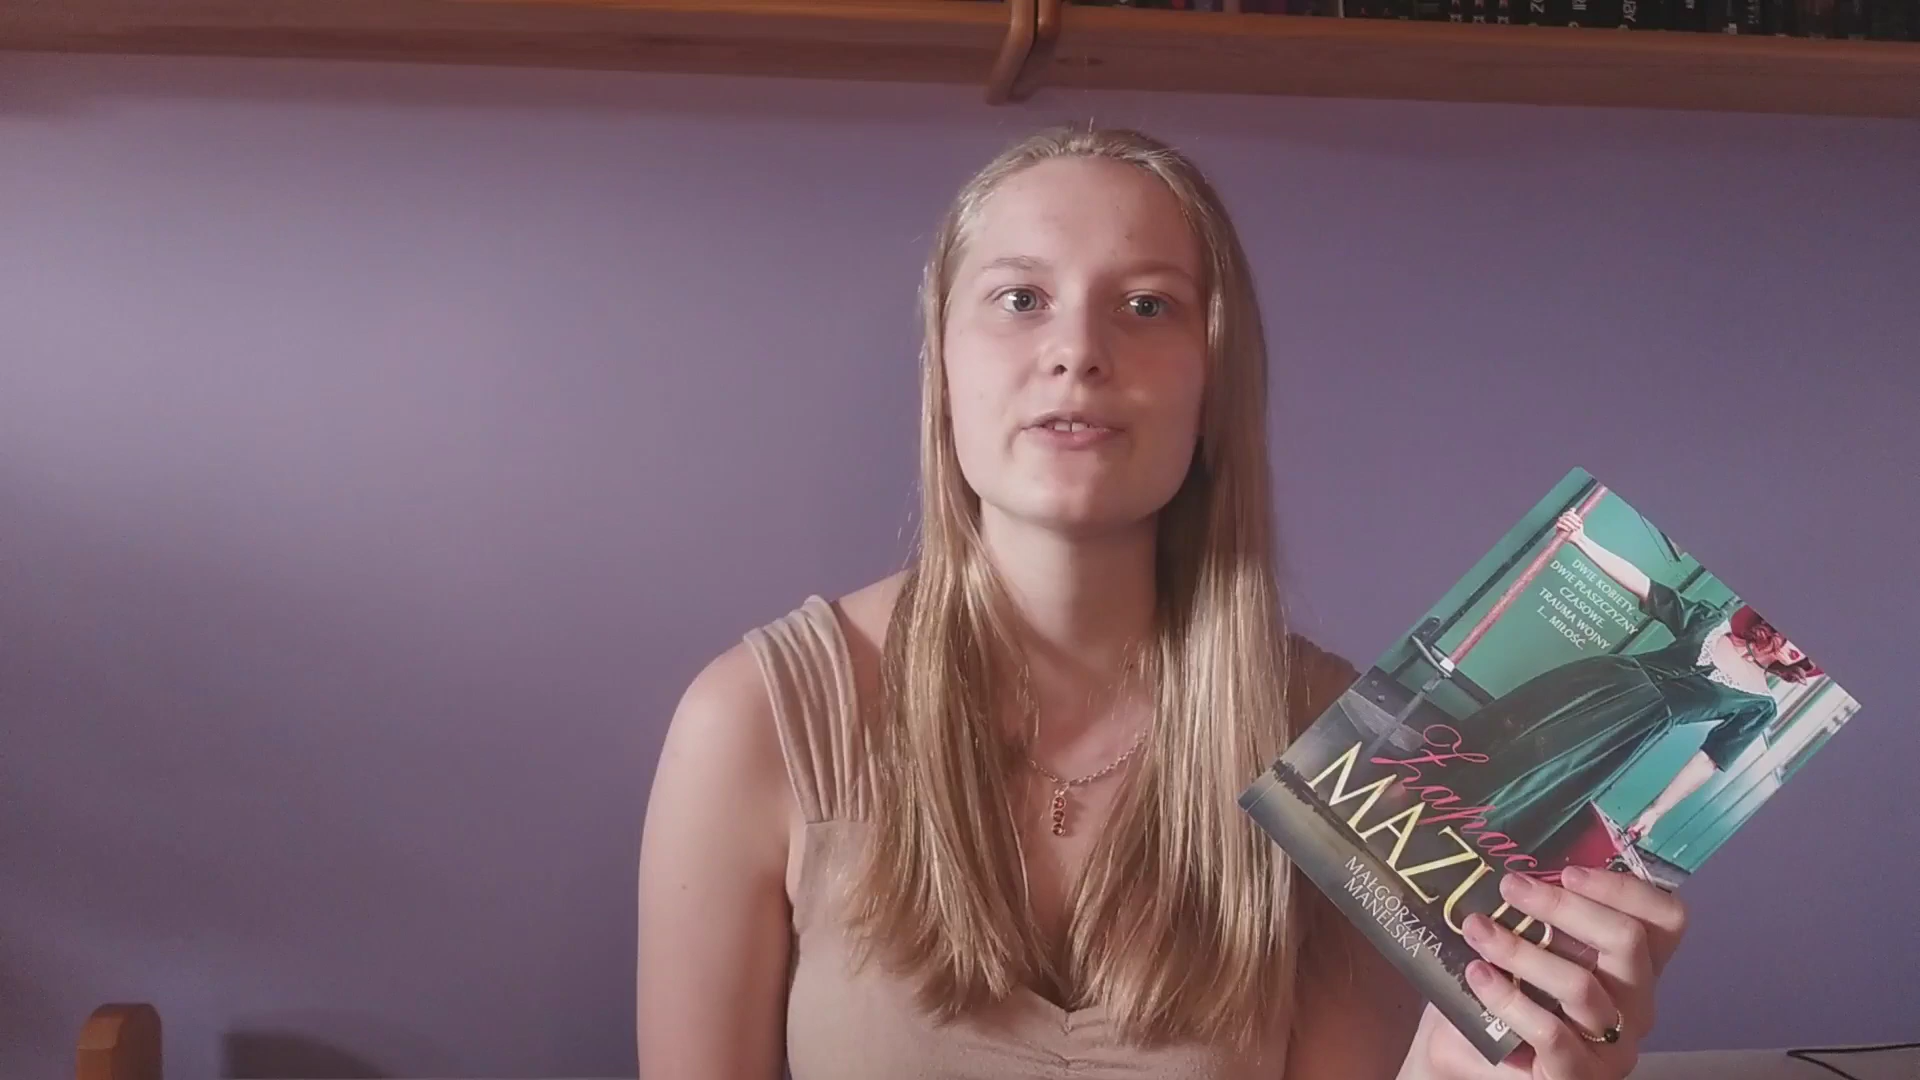 DWIE KOBIETY.
DWIE PŁASZCZYZNY
CZASOWE.
TRAUMA WOJNY
I... MIŁOŚĆ.
Zapach
MAZUR
MAŁGORZATA
MANELSKA